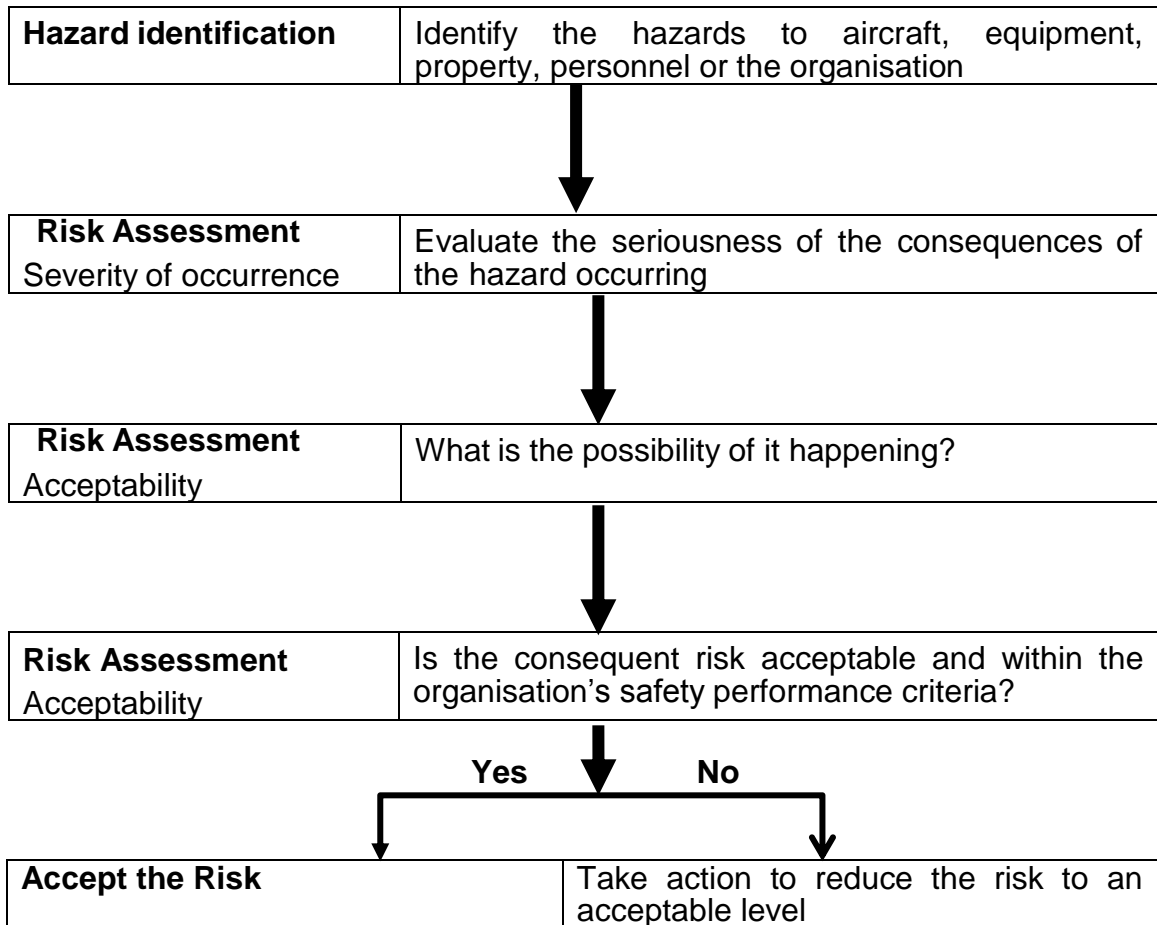 Hazard identification
Identify the hazards to aircraft, equipment,
property, personnel or the organisation
Risk Assessment
Severity of occurrence
Evaluate the seriousness of the consequences of
the hazard occurring
Risk Assessment
Acceptability
What is the possibility of it happening?
Risk Assessment
Acceptability
Is the consequent risk acceptable and within the
organisation's safety performance criteria?
Yes
No
Accept the Risk
Take action to reduce the risk to an
acceptable level